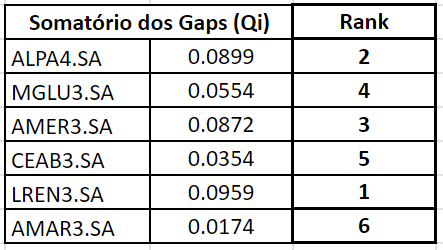 Somatório dos Gaps (Qi) Rank
ALPA4.SA 0.0899 2
MGLU3.SA 0.0554 4
AMER3.SA 0.0872 3
CEAB3.SA 0.0354 5
LREN3.SA 0.0959 1
AMAR3.SA 0.0174 6